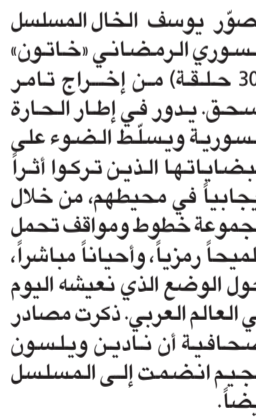 صوّر يوسف الخال المسلسل
سوري الرمضاني «خاتون»
30 حلقة) من إخراج تامر
سحق. يدور في إطار الحارة
سورية ويسلّط الضوء على
بضاياتها الذين تركوا أثراً
يجابياً في محيطهم، من خلال
جموعة خطوط ومواقف تحمل
لميحاً رمزياً، وأحياناً مباشراً،
حول الوضع الذي نعيشه اليوم
ي العالم العربي. ذكرت مصادر
صحافية أن نادين ويلسون
جيم انضمت إلى المسلسل
يضاً.